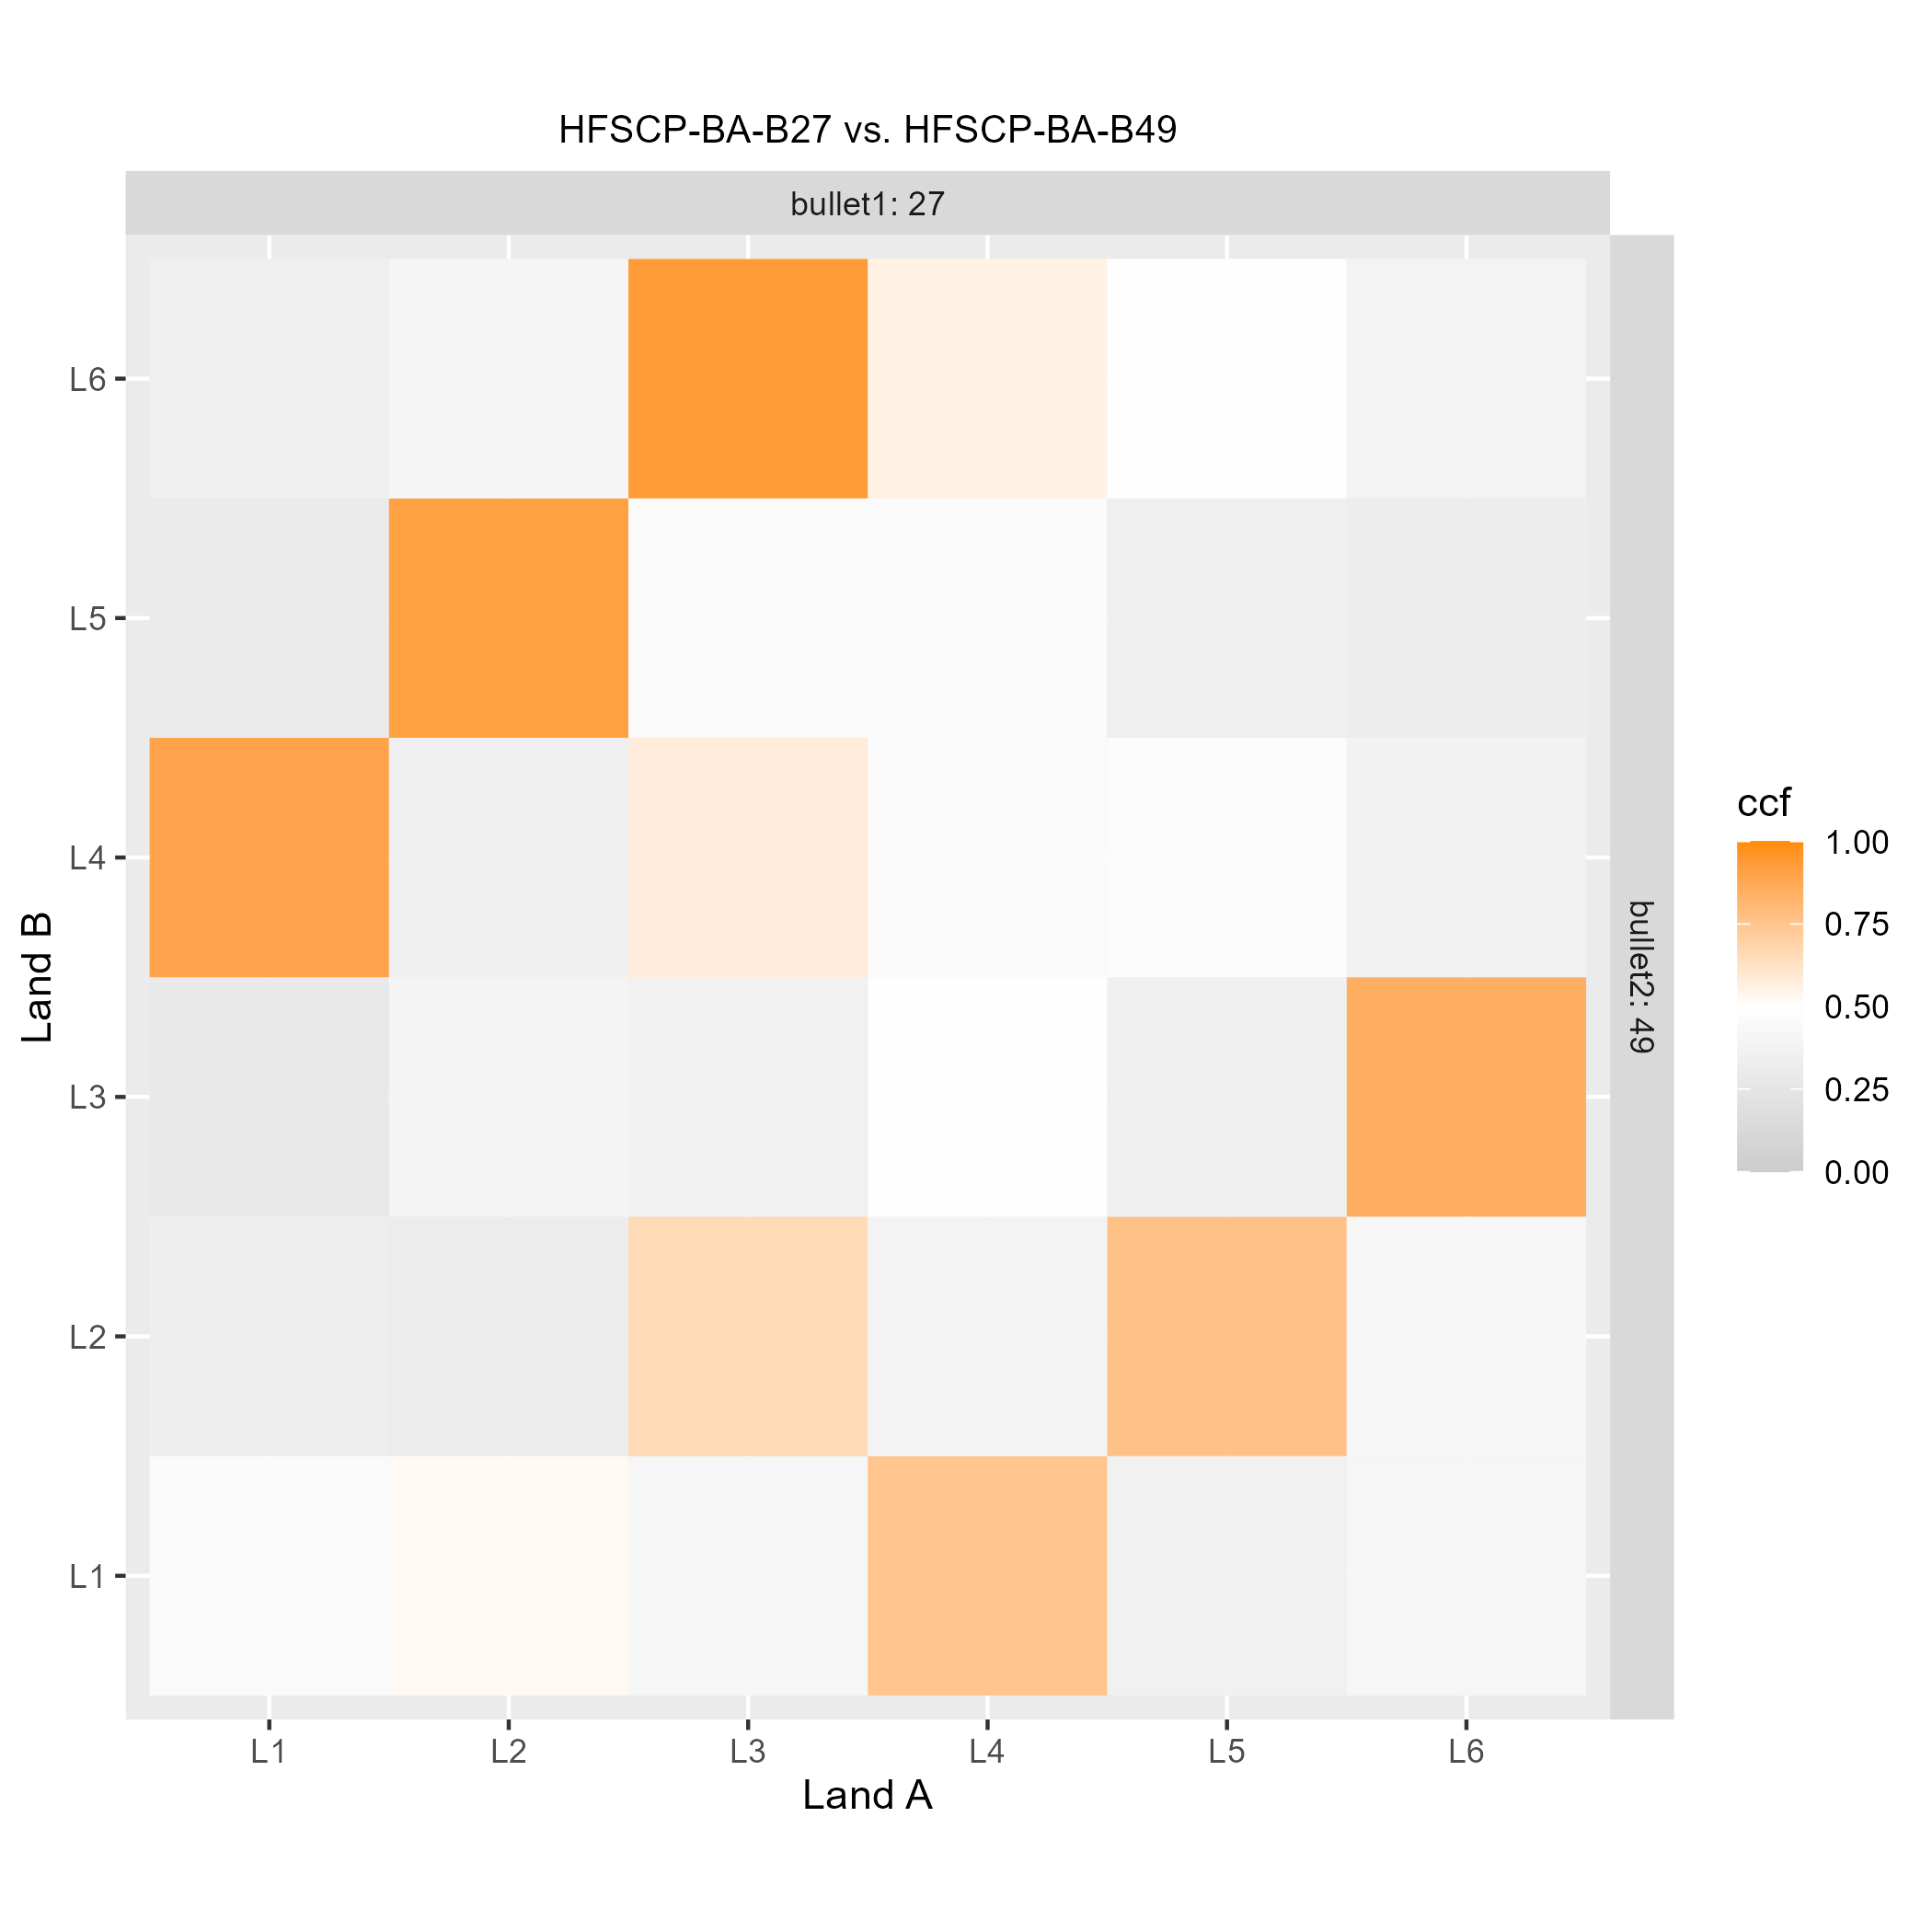 HFSCP-BA-B27 vs. HFSCP-BA-B49
bullet1: 27
L6
L5
L4
L3
L2
L1
Land B
bullet2: 49
L1 L2 L3 L4 L5 L6
Land A
ccf
1.00
0.75
0.50
0.25
0.00